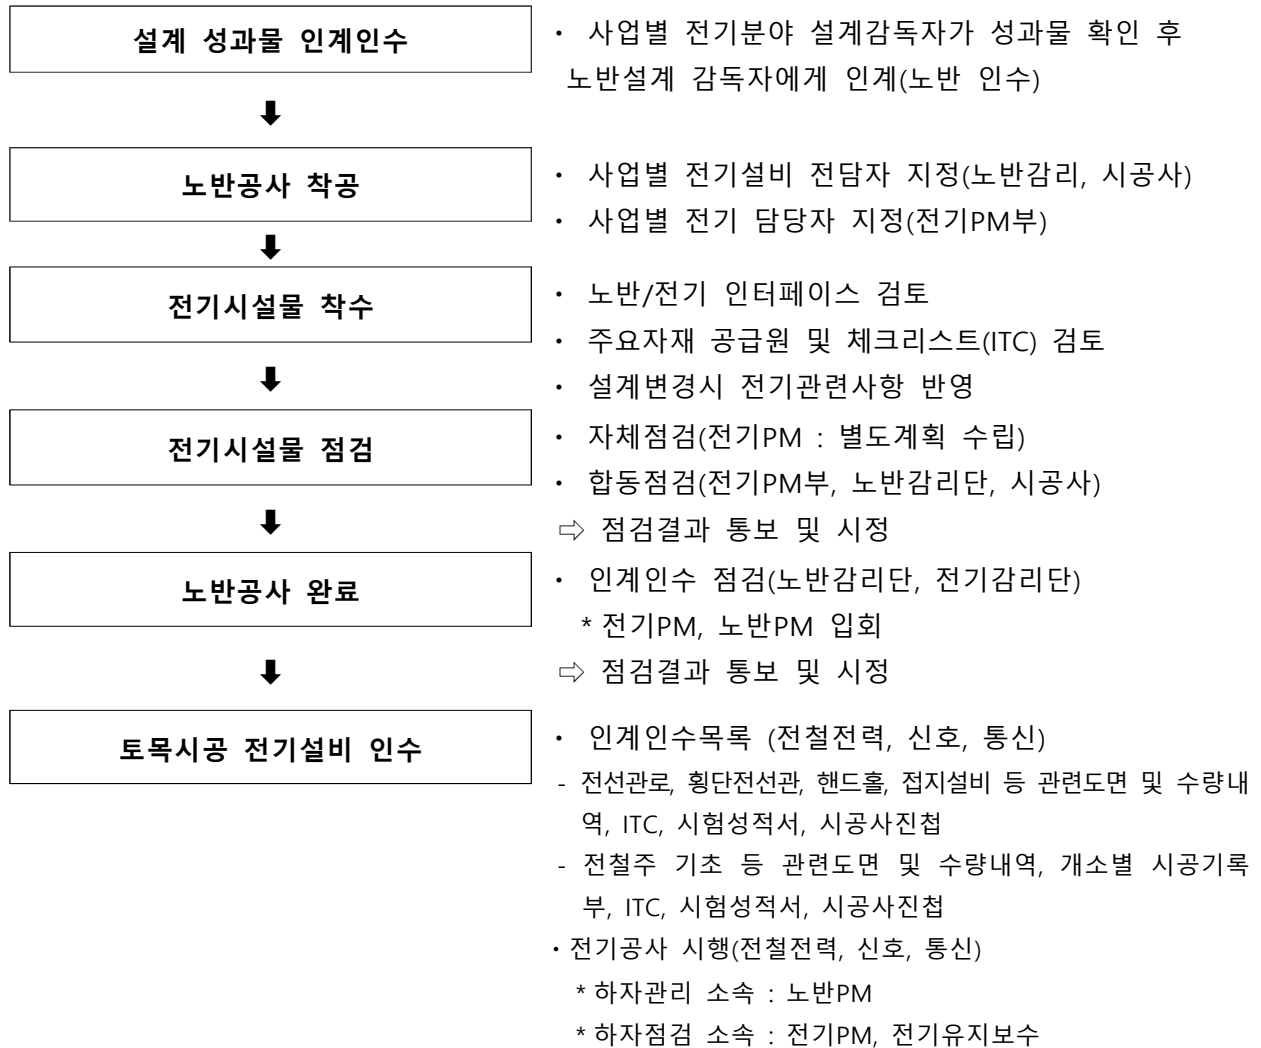 설계 성과물 인계인수
・ 사업별 전기분야 설계감독자가 성과물 확인 후
노반설계 감독자에게 인계(노반 인수)
⬇
노반공사 착공
・ 사업별 전기설비 전담자 지정(노반감리, 시공사)
・ 사업별 전기 담당자 지정(전기PM부)
⬇
전기시설물 착수
・ 노반/전기 인터페이스 검토
・ 주요자재 공급원 및 체크리스트(ITC) 검토
・ 설계변경시 전기관련사항 반영
⬇
전기시설물 점검
・ 자체점검(전기PM : 별도계획 수립)
・ 합동점검(전기PM부, 노반감리단, 시공사)
⇨ 점검결과 통보 및 시정
⬇
노반공사 완료
・ 인계인수 점검(노반감리단, 전기감리단)
* 전기PM, 노반PM 입회
⇨ 점검결과 통보 및 시정
⬇
토목시공 전기설비 인수
・ 인계인수목록 (전철전력, 신호, 통신)
- 전선관로, 횡단전선관, 핸드홀, 접지설비 등 관련도면 및 수량내
역, ITC, 시험성적서, 시공사진첩
- 전철주 기초 등 관련도면 및 수량내역, 개소별 시공기록
부, ITC, 시험성적서, 시공사진첩
・전기공사 시행(전철전력, 신호, 통신)
* 하자관리 소속 : 노반PM
* 하자점검 소속 : 전기PM, 전기유지보수